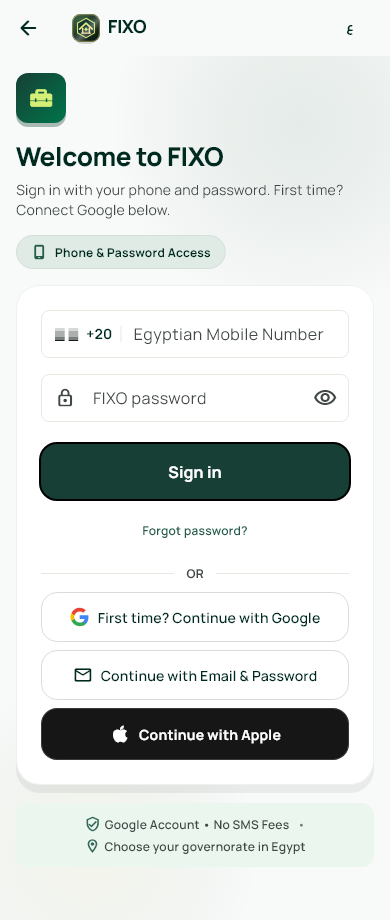 FIXO
ع
Welcome to FIXO
Sign in with your phone and password. First time?
Connect Google below.
Phone & Password Access
+20 Egyptian Mobile Number
FIXO password
Sign in
Forgot password?
OR
First time? Continue with Google
Continue with Email & Password
Continue with Apple
Google Account • No SMS Fees •
Choose your governorate in Egypt